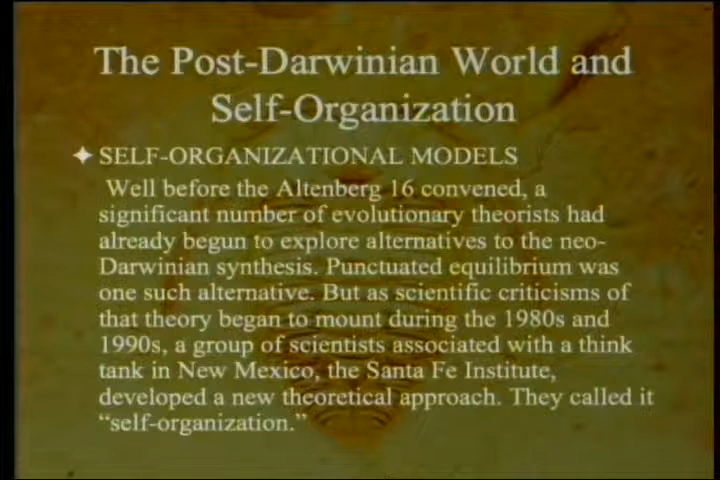 The Post-Darwinian World and
Self-Organization
SELF-ORGANIZATIONAL MODELS
Well before the Altenberg 16 convened, a
significant number of evolutionary theorists had
already begun to explore alternatives to the neo-
Darwinian synthesis. Punctuated equilibrium was
one such alternative. But as scientific criticisms of
that theory began to mount during the 1980s and
1990s, a group of scientists associated with a think
tank in New Mexico, the Santa Fe Institute,
developed a new theoretical approach. They called it
“self-organization.”